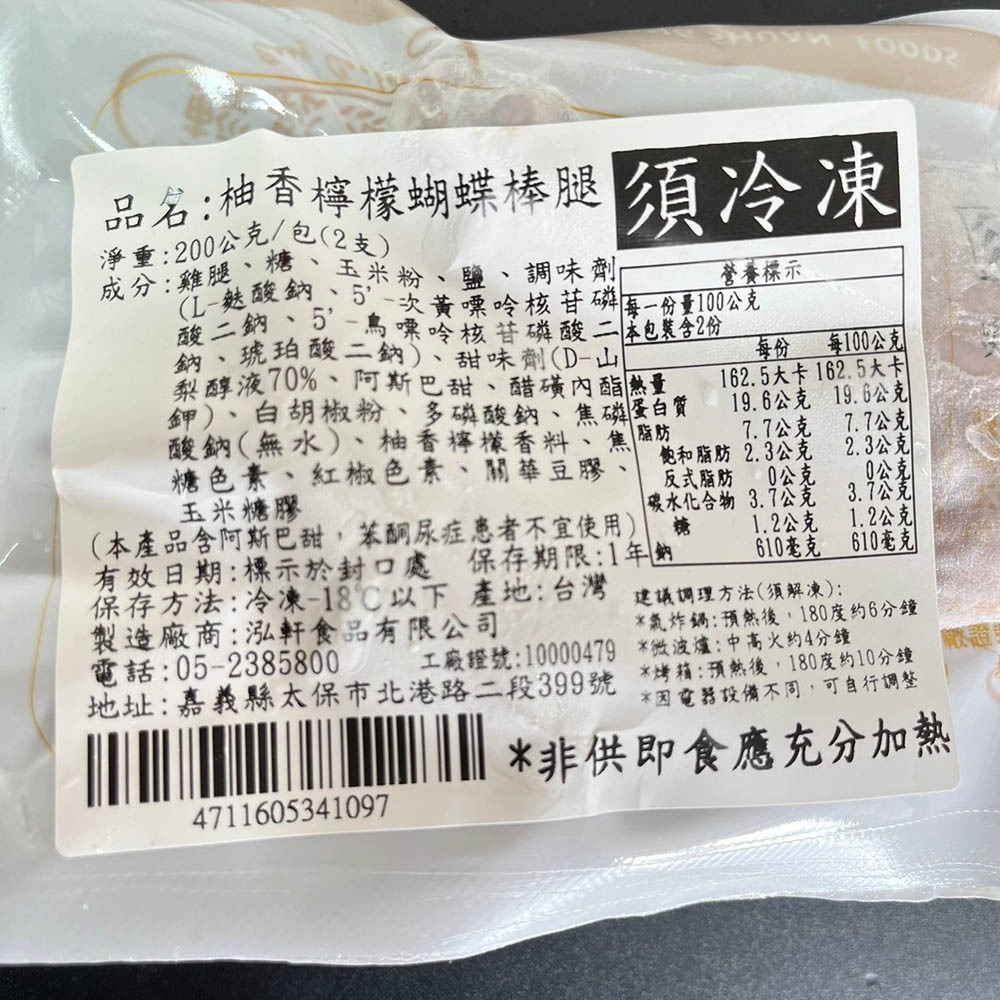 品名:柚香檸檬蝴蝶棒腿
須冷凍
淨重:200公克/包(2支)
成分:雞腿、糖、玉米粉、鹽、調味劑
(L-麩酸鈉、5'-次黃嘌呤核苷磷
酸二鈉、5'-鳥嘌呤核苷磷酸二
鈉、琥珀酸二鈉)、甜味劑(D-山
梨醇液70%、阿斯巴甜、醋磺內酯
鉀)、白胡椒粉、多磷酸鈉、焦磷
酸鈉(無水)、柚香檸檬香料、焦
糖色素、紅椒色素、關華豆膠、
玉米糖膠
(本產品含阿斯巴甜,苯酮尿症患者不宜使用)
有效日期:標示於封口處 保存期限:1年
保存方法:冷凍-18℃以下 產地:台灣
製造廠商:泓軒食品有限公司
電話:05-2385800 工廠證號:10000479
地址:嘉義縣太保市北港路二段399號
4711605341097
營養標示
每一份量100公克
本包裝含2份
每份 每100公克
熱量 162.5大卡 162.5大卡
蛋白質 19.6公克 19.6公克
脂肪 7.7公克 7.7公克
飽和脂肪 2.3公克 2.3公克
反式脂肪 0公克 0公克
碳水化合物 3.7公克 3.7公克
糖 1.2公克 1.2公克
鈉 610毫克 610毫克
建議調理方法(須解凍):
*氣炸鍋:預熱後,180度約6分鐘
*微波爐:中高火約4分鐘
*烤箱:預熱後,180度約10分鐘
*因電器設備不同,可自行調整
*非供即食應充分加熱